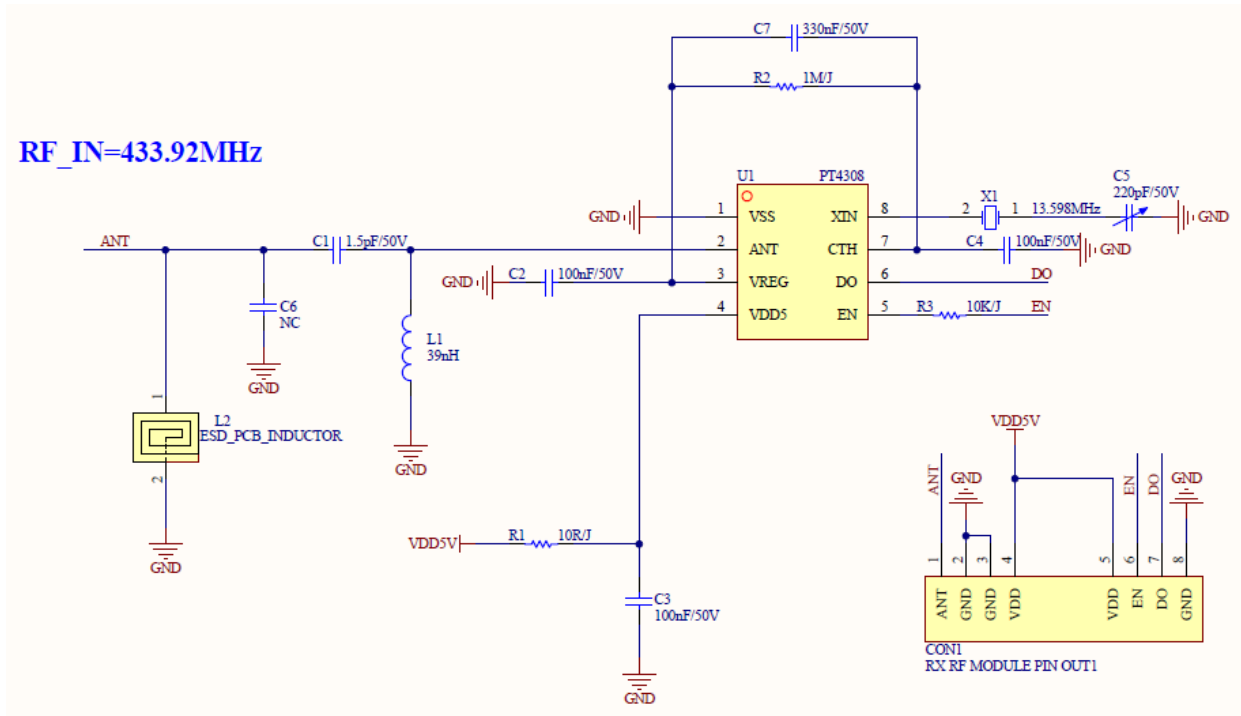 C7 330nF/50V
R2 1M/J
RF_IN=433.92MHz
U1 PT4308
C5
220pF/50V
X1
GND 1 VSS XIN 8 2 1 13.598MHz GND
ANT C1 1.5pF/50V 2 ANT CTH 7 C4 100nF/50V GND
GND C2 100nF/50V 3 VREG DO 6 DO
4 VDD5 EN 5 R3 10K/J EN
C6
NC
GND
L1
39nH
GND
1
L2
ESD_PCB_INDUCTOR
2
GND
VDD5V R1 10R/J
C3
100nF/50V
GND
VDD5V
ANT GND EN DO GND
1 2 3 4 5 6 7 8
ANT GND GND VDD VDD EN DO GND
CON1
RX RF MODULE PIN OUT1